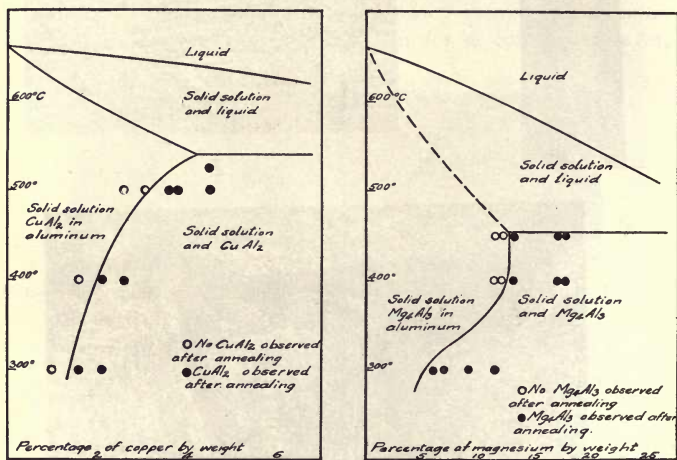 Liquid
600°C
Solid solution
and liquid
500°
Solid solution
CuAl2 in
aluminum
Solid solution
and CuAl2
400°
No CuAl2 observed
after annealing
CuAl2 observed
after annealing
300°
Percentage of copper by weight
2 4 6
Liquid
600°C
Solid solution
and liquid
500°
400°
Solid solution
Mg4Al3 in
aluminum
Solid solution
and Mg4Al3
300°
No Mg4Al3 observed
after annealing
Mg4Al3 observed after
annealing.
Percentage of magnesium by weight
5 10 15 20 25